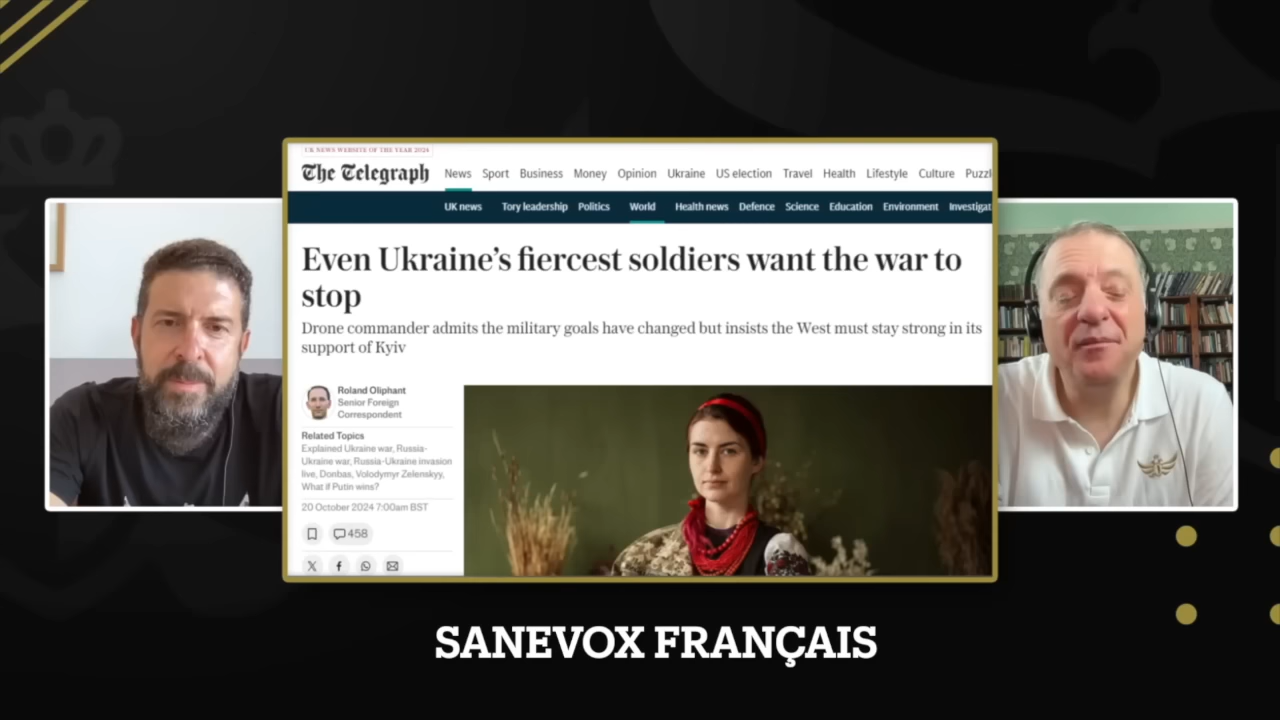 UK NEWS WEBSITE OF THE YEAR 2024
The Telegraph
News Sport Business Money Opinion Ukraine US election Travel Health Lifestyle Culture Puzzl
UK news Tory leadership Politics World Health news Defence Science Education Environment Investigat
Even Ukraine's fiercest soldiers want the war to
stop
Drone commander admits the military goals have changed but insists the West must stay strong in its
support of Kyiv
Roland Oliphant
Senior Foreign
Correspondent
Related Topics
Explained Ukraine war, Russia-
Ukraine war, Russia-Ukraine invasion
live, Donbas, Volodymyr Zelenskyy,
What if Putin wins?
20 October 2024 7:00am BST
458
SANEVOX FRANÇAIS